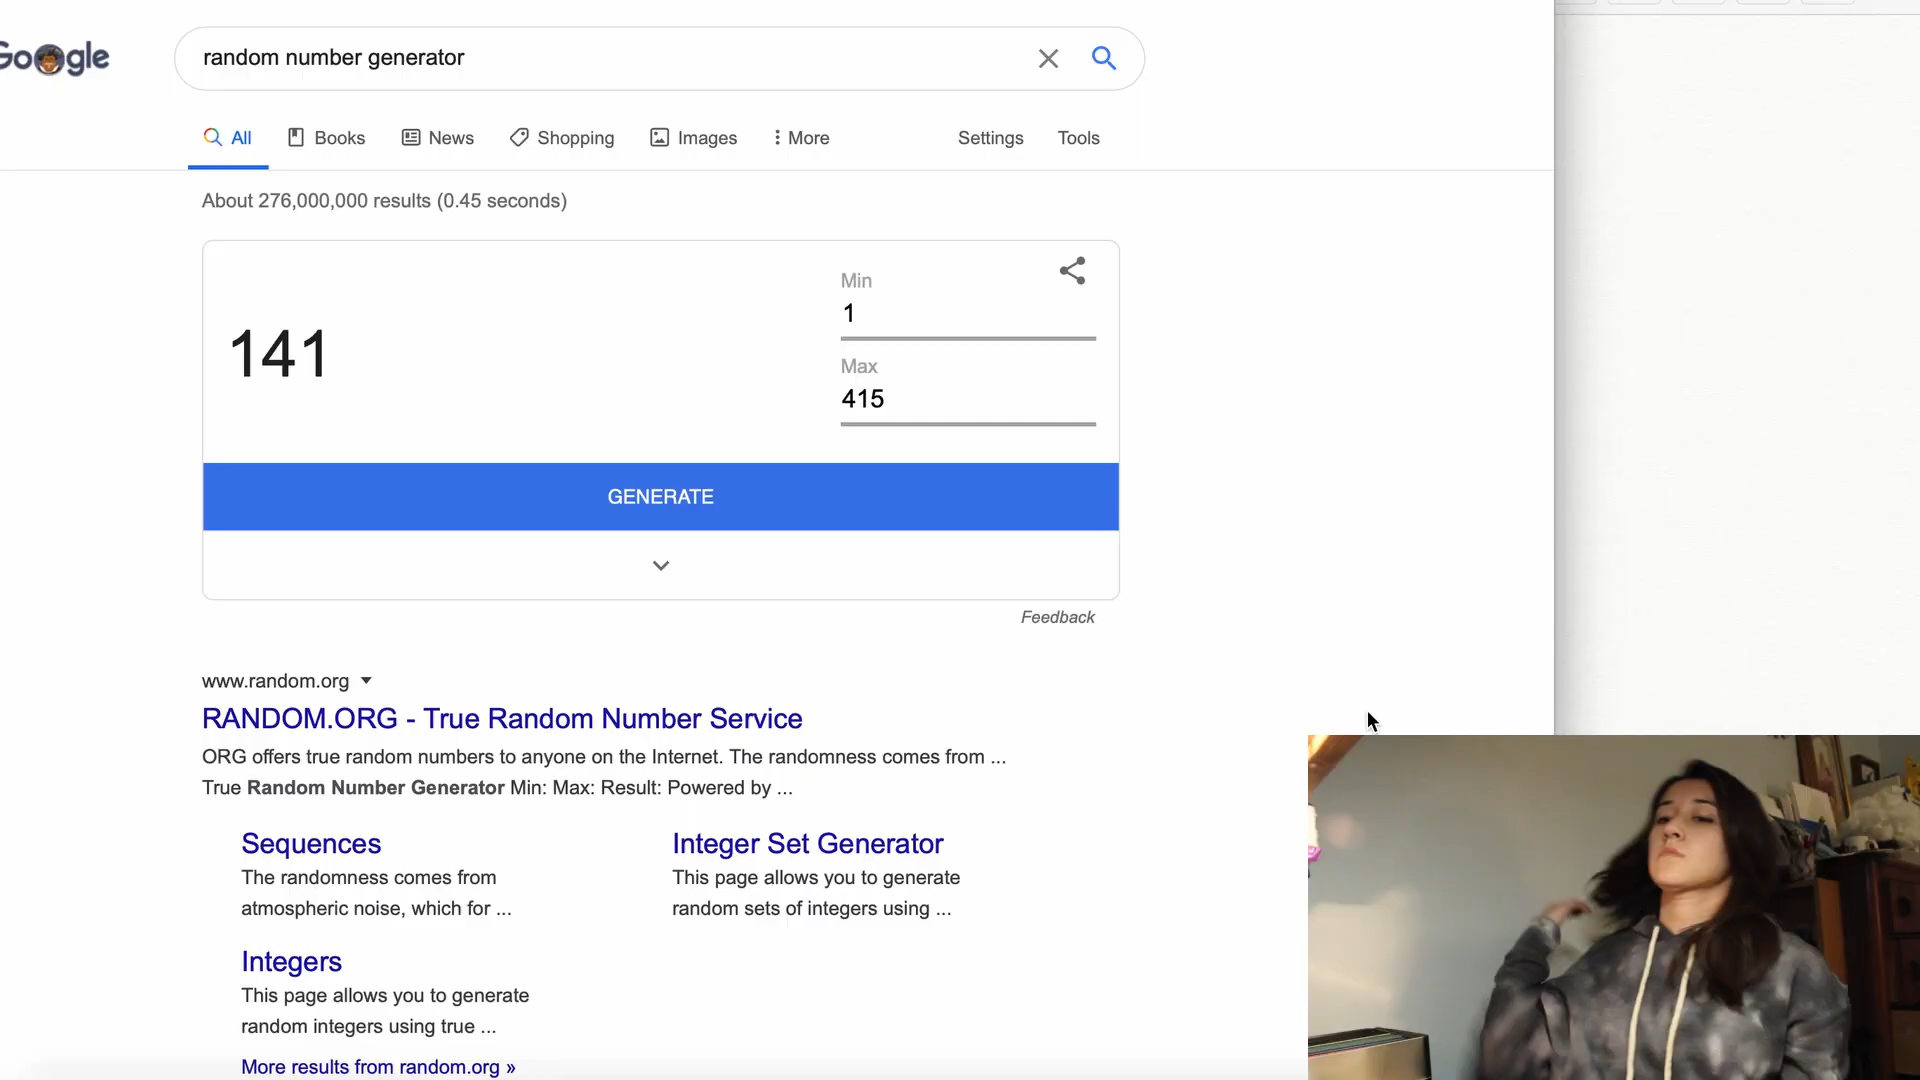 Google
random number generator
All Books News Shopping Images More Settings Tools
About 276,000,000 results (0.45 seconds)
Min
1
141
Max
415
GENERATE
Feedback
www.random.org
RANDOM.ORG - True Random Number Service
ORG offers true random numbers to anyone on the Internet. The randomness comes from ...
True Random Number Generator Min: Max: Result: Powered by ...
Sequences
The randomness comes from
atmospheric noise, which for ...
Integer Set Generator
This page allows you to generate
random sets of integers using ...
Integers
This page allows you to generate
random integers using true ...
More results from random.org »